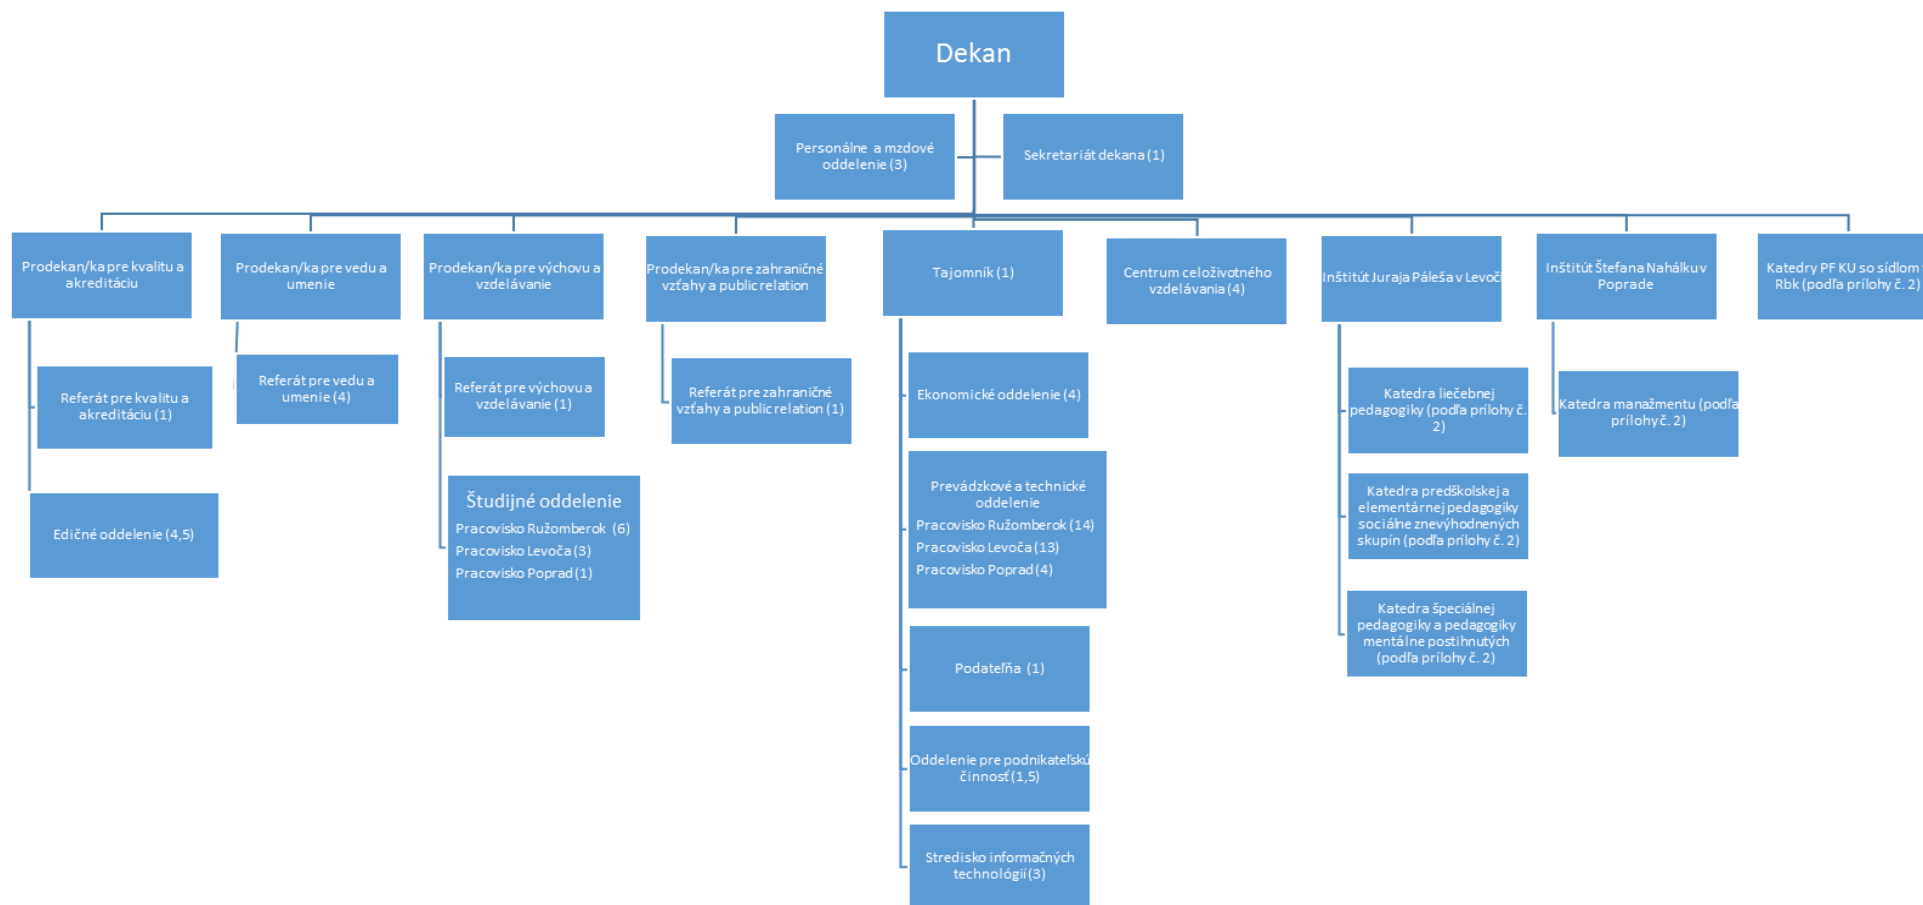 Dekan
Personálne a mzdové
oddelenie (3)
Sekretariát dekana (1)
Prodekan/ka pre kvalitu a
akreditáciu
Prodekan/ka pre vedu a
umenie
Prodekan/ka pre výchovu a
vzdelávanie
Prodekan/ka pre zahraničné
vzťahy a public relation
Tajomník (1)
Centrum celoživotného
vzdelávania (4)
Inštitút Juraja Páleša v Levoči
Inštitút Štefana Nahálku v
Poprade
Katedry PF KU so sídlom v
Rbk (podľa prílohy č. 2)
Referát pre kvalitu a
akreditáciu (1)
Edičné oddelenie (4,5)
Referát pre vedu a
umenie (4)
Referát pre výchovu a
vzdelávanie (1)
Študijné oddelenie
Pracovisko Ružomberok (6)
Pracovisko Levoča (3)
Pracovisko Poprad (1)
Referát pre zahraničné
vzťahy a public relation (1)
Ekonomické oddelenie (4)
Prevádzkové a technické
oddelenie
Pracovisko Ružomberok (14)
Pracovisko Levoča (13)
Pracovisko Poprad (4)
Podateľňa (1)
Oddelenie pre podnikateľskú
činnosť (1,5)
Stredisko informačných
technológií (3)
Katedra liečebnej
pedagogiky (podľa prílohy č.
2)
Katedra predškolskej a
elementárnej pedagogiky
sociálne znevýhodnených
skupín (podľa prílohy č. 2)
Katedra špeciálnej
pedagogiky a pedagogiky
mentálne postihnutých
(podľa prílohy č. 2)
Katedra manažmentu (podľa
prílohy č. 2)